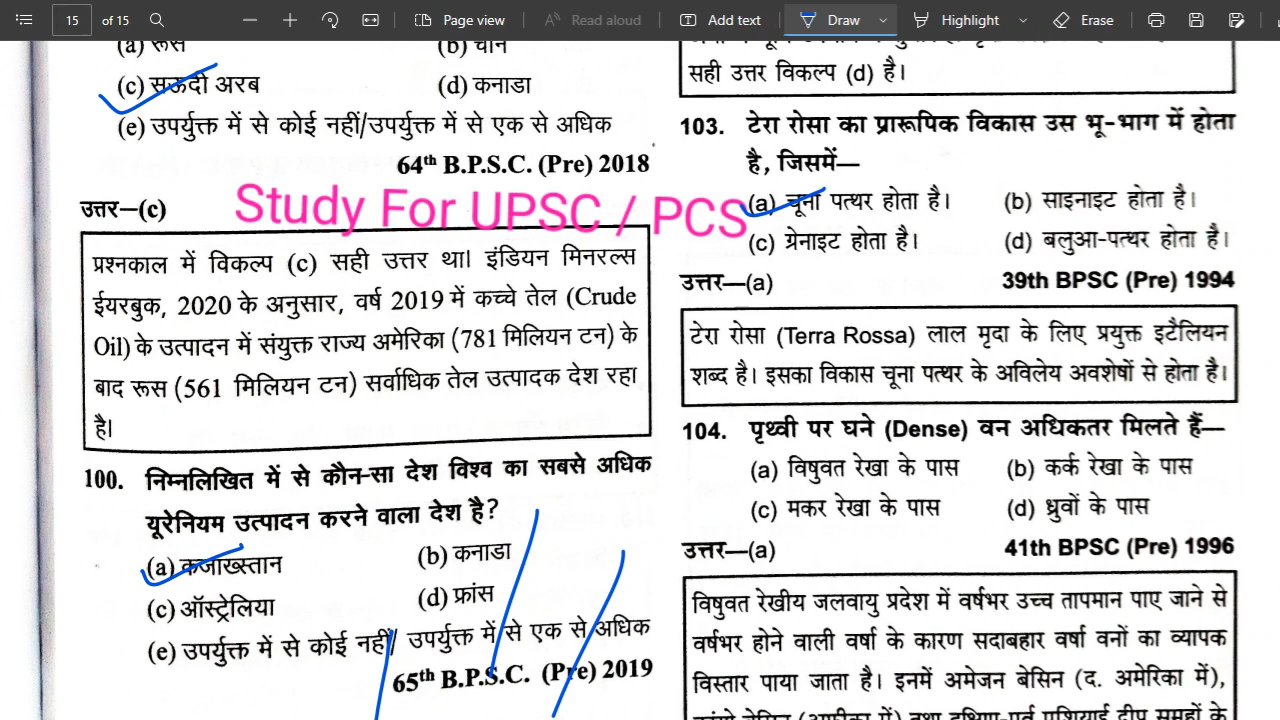 15
of 15
Page view
Read aloud
Add text
Draw
Highlight
Erase
(a) रूस (b) चीन
(c) सऊदी अरब (d) कनाडा
(e) उपर्युक्त में से कोई नहीं/उपर्युक्त में से एक से अधिक
64th B.P.S.C. (Pre) 2018
उत्तर—(c)
Study For UPSC / PCS
प्रश्नकाल में विकल्प (c) सही उत्तर था। इंडियन मिनरल्स
ईयरबुक, 2020 के अनुसार, वर्ष 2019 में कच्चे तेल (Crude
Oil) के उत्पादन में संयुक्त राज्य अमेरिका (781 मिलियन टन) के
बाद रूस (561 मिलियन टन) सर्वाधिक तेल उत्पादक देश रहा
है।
100. निम्नलिखित में से कौन-सा देश विश्व का सबसे अधिक
यूरेनियम उत्पादन करने वाला देश है?
(a) कजाख्स्तान (b) कनाडा
(c) ऑस्ट्रेलिया (d) फ्रांस
(e) उपर्युक्त में से कोई नहीं/ उपर्युक्त में से एक से अधिक
65th B.P.S.C. (Pre) 2019
सही उत्तर विकल्प (d) है।
103. टेरा रोसा का प्रारूपिक विकास उस भू-भाग में होता
है, जिसमें—
(a) चूना पत्थर होता है। (b) साइनाइट होता है।
(c) ग्रेनाइट होता है। (d) बलुआ-पत्थर होता है।
उत्तर—(a) 39th BPSC (Pre) 1994
टेरा रोसा (Terra Rossa) लाल मृदा के लिए प्रयुक्त इटैलियन
शब्द है। इसका विकास चूना पत्थर के अविलेय अवशेषों से होता है।
104. पृथ्वी पर घने (Dense) वन अधिकतर मिलते हैं—
(a) विषुवत रेखा के पास (b) कर्क रेखा के पास
(c) मकर रेखा के पास (d) ध्रुवों के पास
उत्तर—(a) 41th BPSC (Pre) 1996
विषुवत रेखीय जलवायु प्रदेश में वर्षभर उच्च तापमान पाए जाने से
वर्षभर होने वाली वर्षा के कारण सदाबहार वर्षा वनों का व्यापक
विस्तार पाया जाता है। इनमें अमेजन बेसिन (द. अमेरिका में),